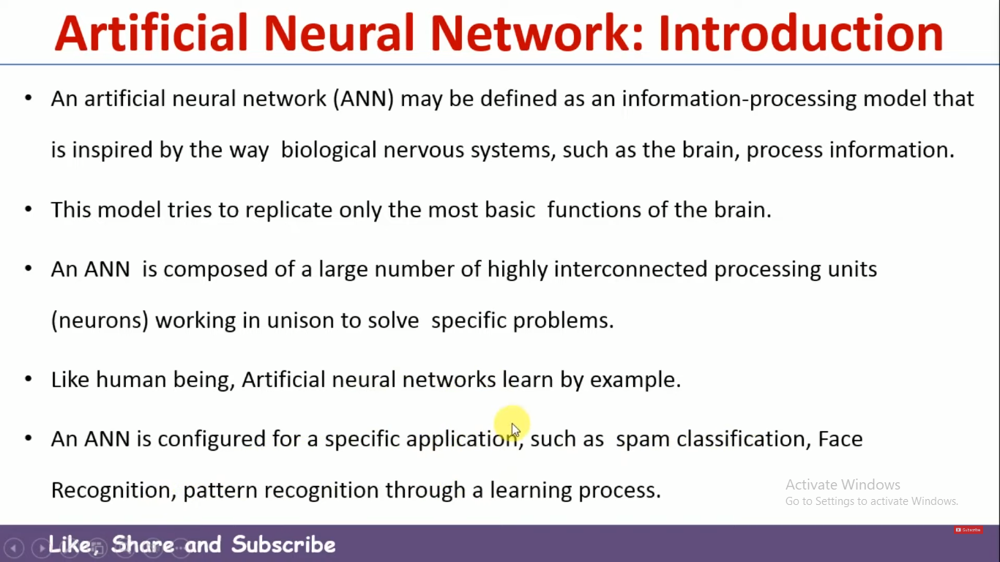 Artificial Neural Network: Introduction
• An artificial neural network (ANN) may be defined as an information-processing model that
is inspired by the way biological nervous systems, such as the brain, process information.
• This model tries to replicate only the most basic functions of the brain.
• An ANN is composed of a large number of highly interconnected processing units
(neurons) working in unison to solve specific problems.
• Like human being, Artificial neural networks learn by example.
• An ANN is configured for a specific application, such as spam classification, Face
Recognition, pattern recognition through a learning process.
Activate Windows
Go to Settings to activate Windows.
Subscribe
Like, Share and Subscribe